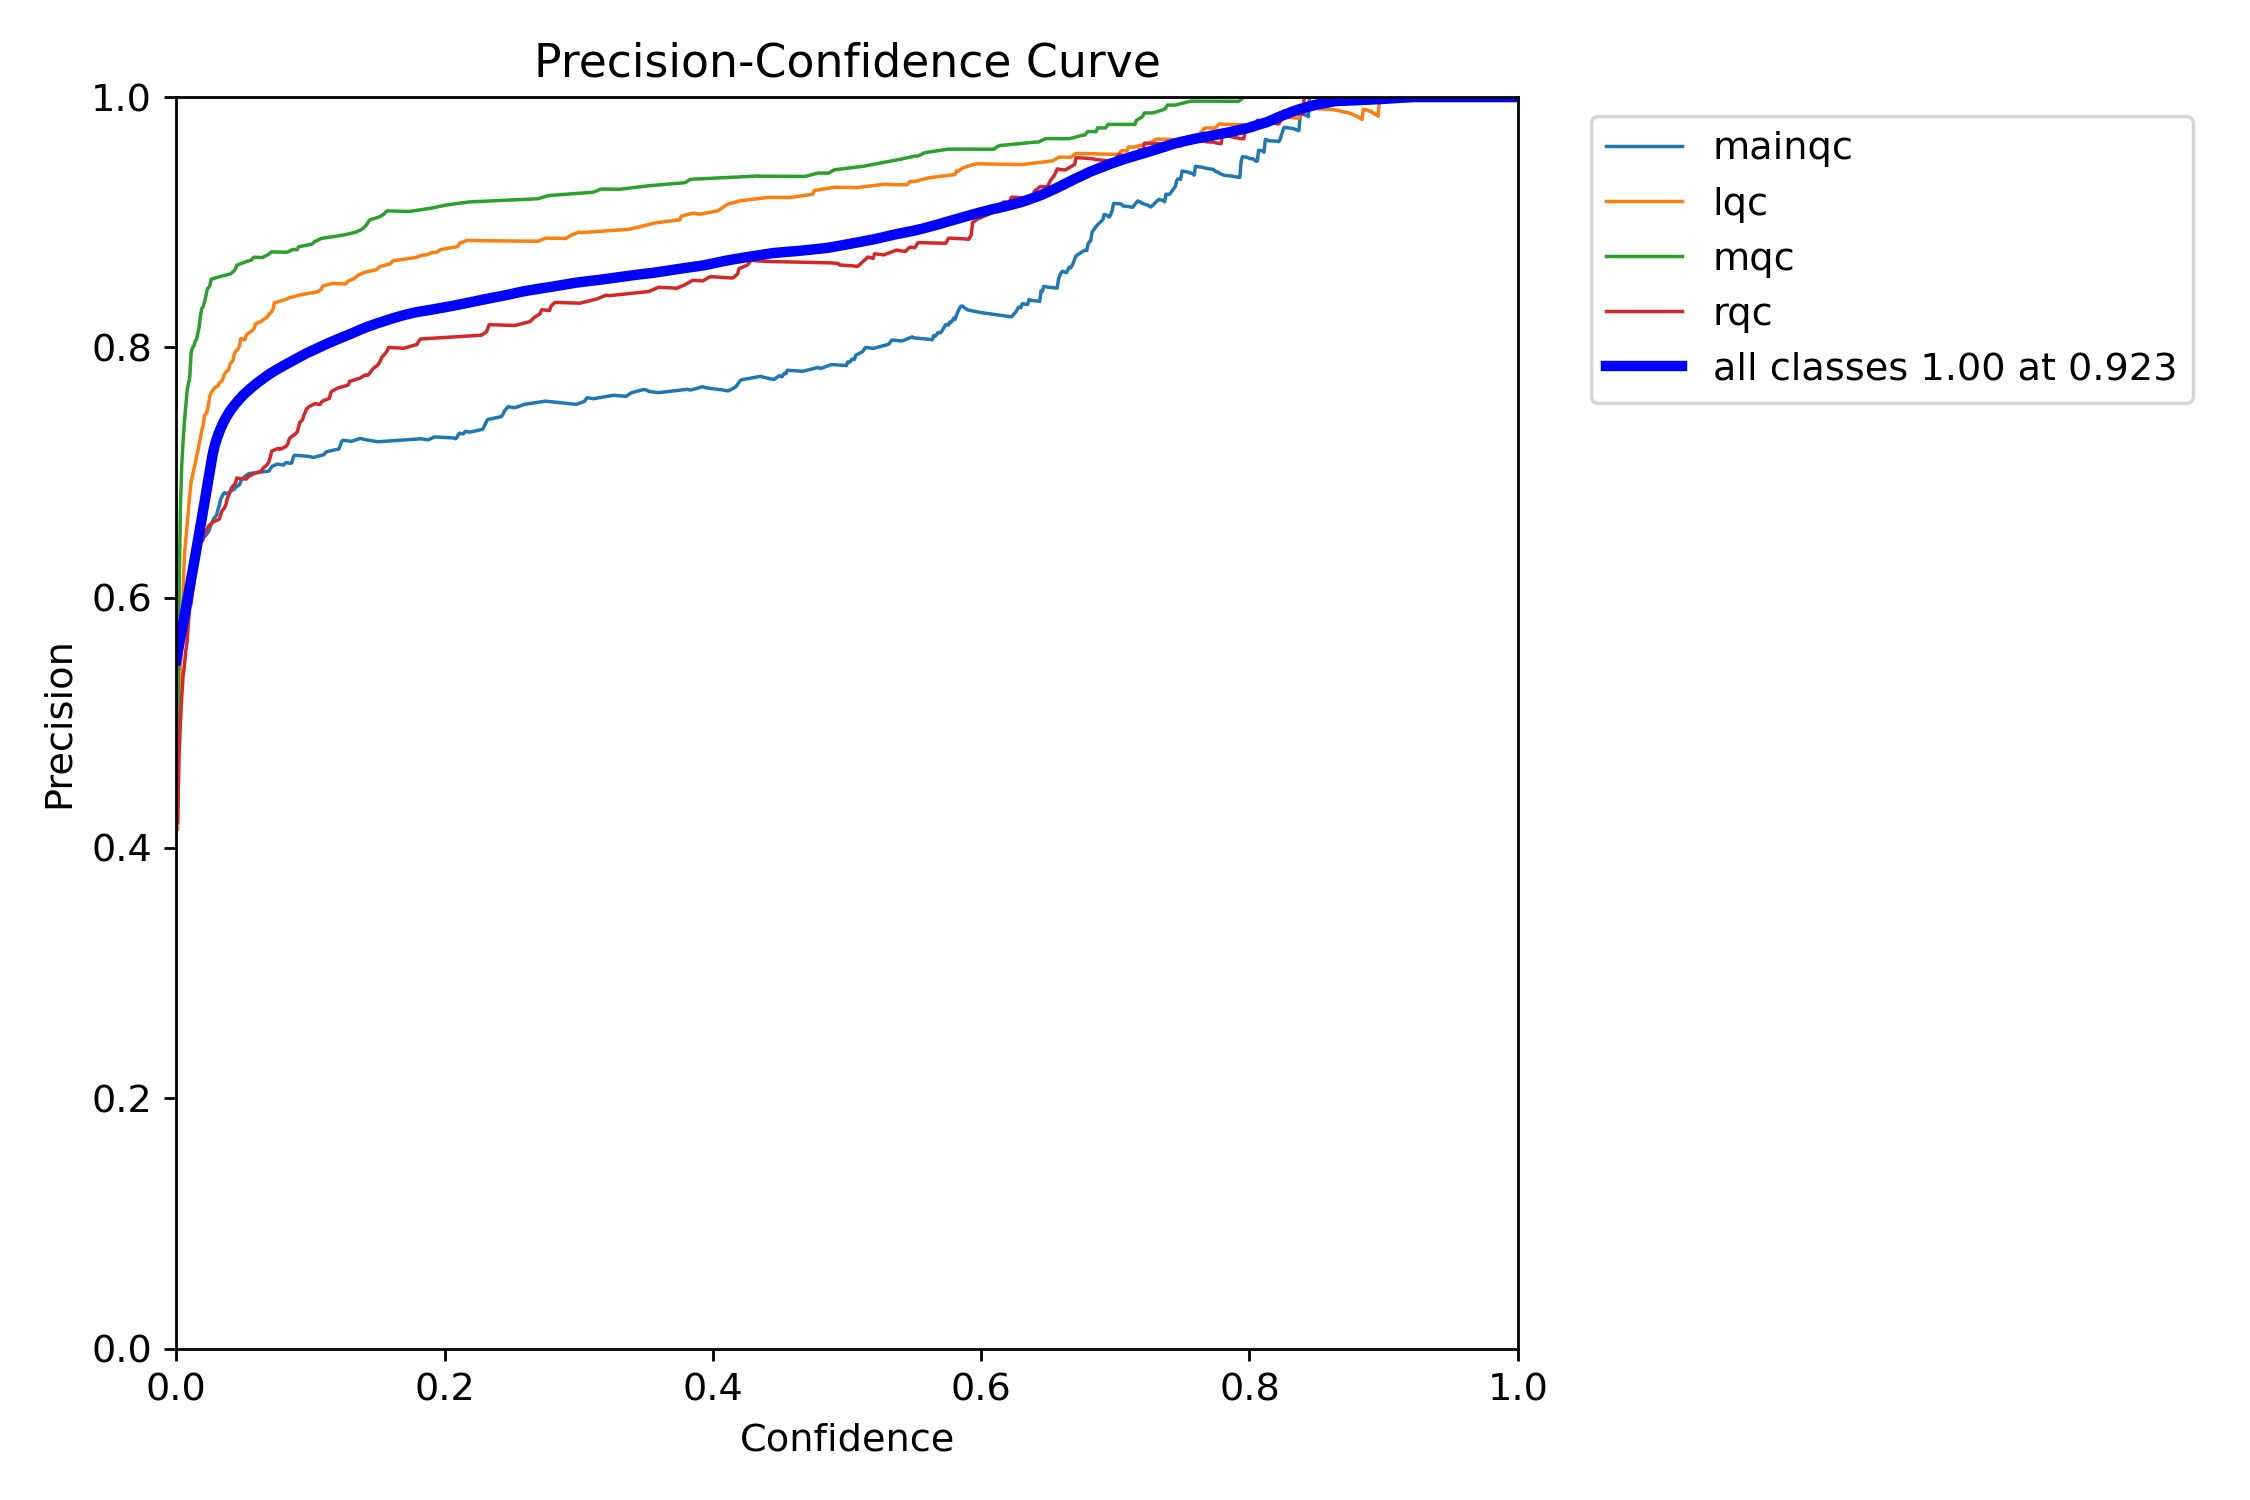 Precision-Confidence Curve
1.0
0.8
0.6
0.4
0.2
0.0
Precision
0.0 0.2 0.4 0.6 0.8 1.0
Confidence
mainqc
lqc
mqc
rqc
all classes 1.00 at 0.923